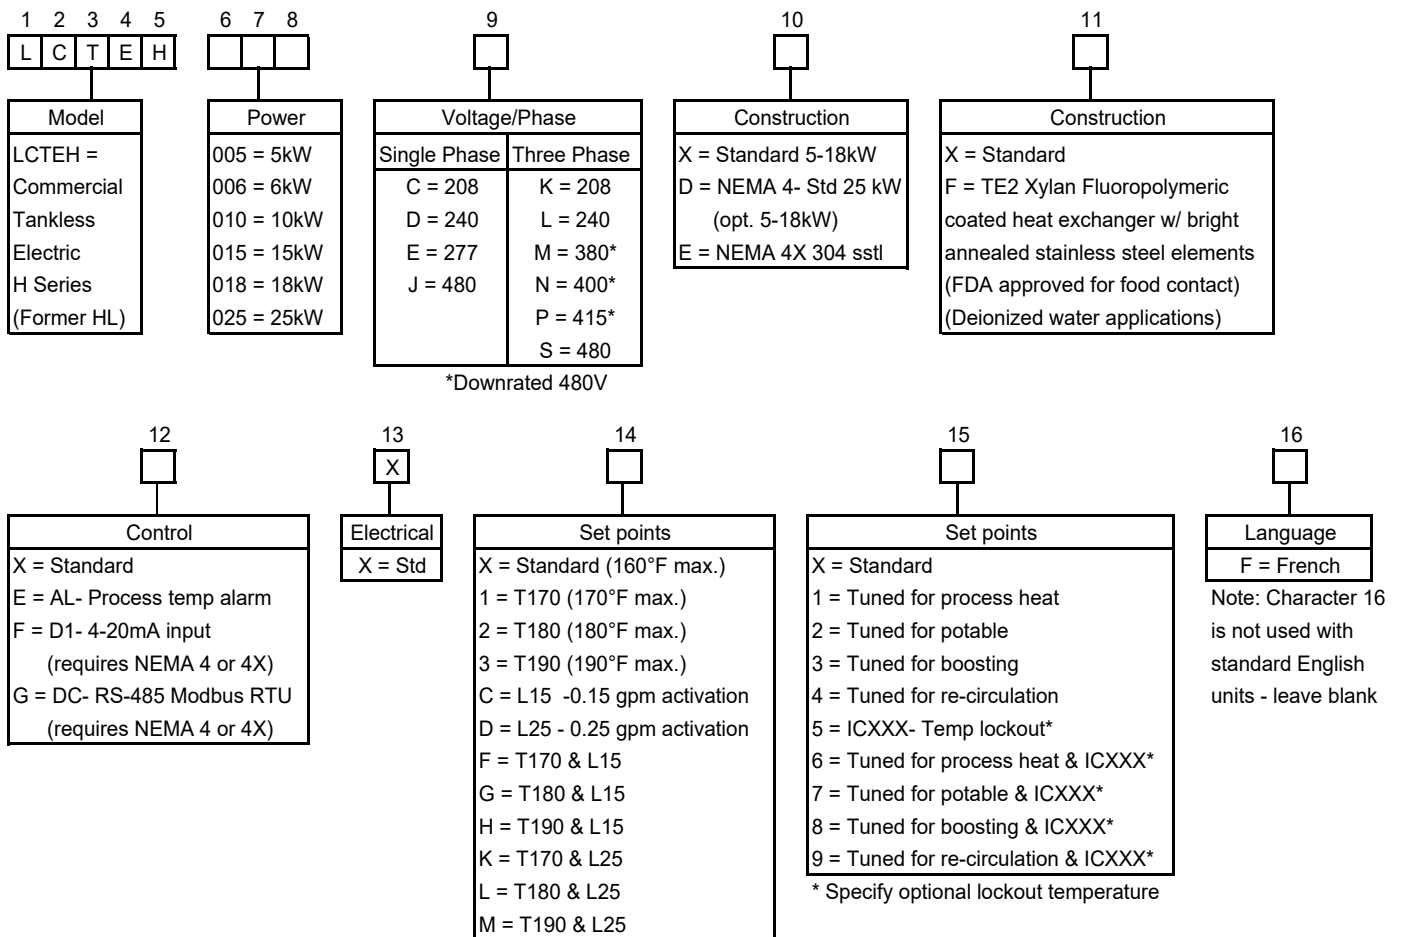 1 2 3 4 5 6 7 8 9 10 11
L C T E H
Model
LCTEH =
Commercial
Tankless
Electric
H Series
(Former HL)
Power
005 = 5kW
006 = 6kW
010 = 10kW
015 = 15kW
018 = 18kW
025 = 25kW
Voltage/Phase
Single Phase Three Phase
C = 208 K = 208
D = 240 L = 240
E = 277 M = 380*
J = 480 N = 400*
P = 415*
S = 480
*Downrated 480V
Construction
X = Standard 5-18kW
D = NEMA 4- Std 25 kW
(opt. 5-18kW)
E = NEMA 4X 304 sstl
Construction
X = Standard
F = TE2 Xylan Fluoropolymeric
coated heat exchanger w/ bright
annealed stainless steel elements
(FDA approved for food contact)
(Deionized water applications)
12 13 14 15 16
X
Control
X = Standard
E = AL- Process temp alarm
F = D1- 4-20mA input
(requires NEMA 4 or 4X)
G = DC- RS-485 Modbus RTU
(requires NEMA 4 or 4X)
Electrical
X = Std
Set points
X = Standard (160°F max.)
1 = T170 (170°F max.)
2 = T180 (180°F max.)
3 = T190 (190°F max.)
C = L15 -0.15 gpm activation
D = L25 - 0.25 gpm activation
F = T170 & L15
G = T180 & L15
H = T190 & L15
K = T170 & L25
L = T180 & L25
M = T190 & L25
Set points
X = Standard
1 = Tuned for process heat
2 = Tuned for potable
3 = Tuned for boosting
4 = Tuned for re-circulation
5 = ICXXX- Temp lockout*
6 = Tuned for process heat & ICXXX*
7 = Tuned for potable & ICXXX*
8 = Tuned for boosting & ICXXX*
9 = Tuned for re-circulation & ICXXX*
* Specify optional lockout temperature
Language
F = French
Note: Character 16
is not used with
standard English
units - leave blank